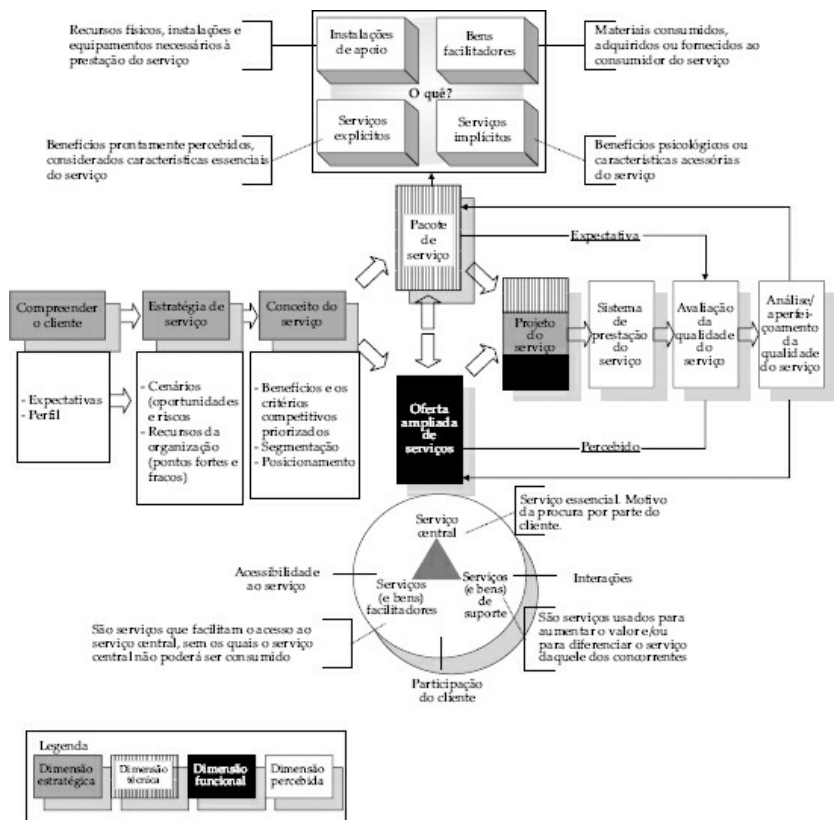 Recursos físicos, instalações e
equipamentos necessários à
prestação do serviço
Instalações
de apoio
Bens
facilitadores
Materiais consumidos,
adquiridos ou fornecidos ao
consumidor do serviço
O quê?
Benefícios prontamente percebidos,
considerados características essenciais
do serviço
Serviços
explícitos
Serviços
implícitos
Benefícios psicológicos ou
características acessórias
do serviço
Pacote
de
serviço
Expectativa
Compreender
o cliente
Estratégia de
serviço
Conceito do
serviço
Projeto do
serviço
Sistema
de
prestação do
serviço
Avaliação
da
qualidade do
serviço
Análise/
aperfei-
çoamento
da
qualidade
do serviço
- Expectativas
- Perfil
- Cenários
(oportunidades
e riscos
- Recursos da
organização
(pontos fortes e
fracos)
- Benefícios e os
critérios
competitivos
priorizados
- Segmentação
- Posicionamento
Oferta
ampliada de
serviços
Percebido
Serviço
central
Serviço essencial. Motivo
da procura por parte do
cliente.
Acessibilidade
ao serviço
Serviços
(e bens)
facilitadores
Serviços
(e bens)
de
suporte
Interações
São serviços que facilitam o acesso ao
serviço central, sem os quais o serviço
central não poderá ser consumido
São serviços usados para
aumentar o valor e/ou
para diferenciar o serviço
daquele dos concorrentes
Participação
do cliente
Legenda
Dimensão
estratégica
Dimensão
técnica
Dimensão
funcional
Dimensão
percebida